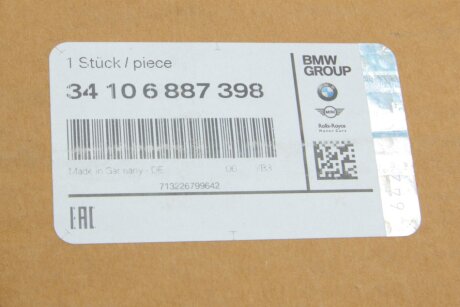 1 Stück / piece
34 10 6 887 398
Made in Germany - DE
713226799642
EAC
BMW
GROUP
MINI
Rolls-Royce
Motor Cars